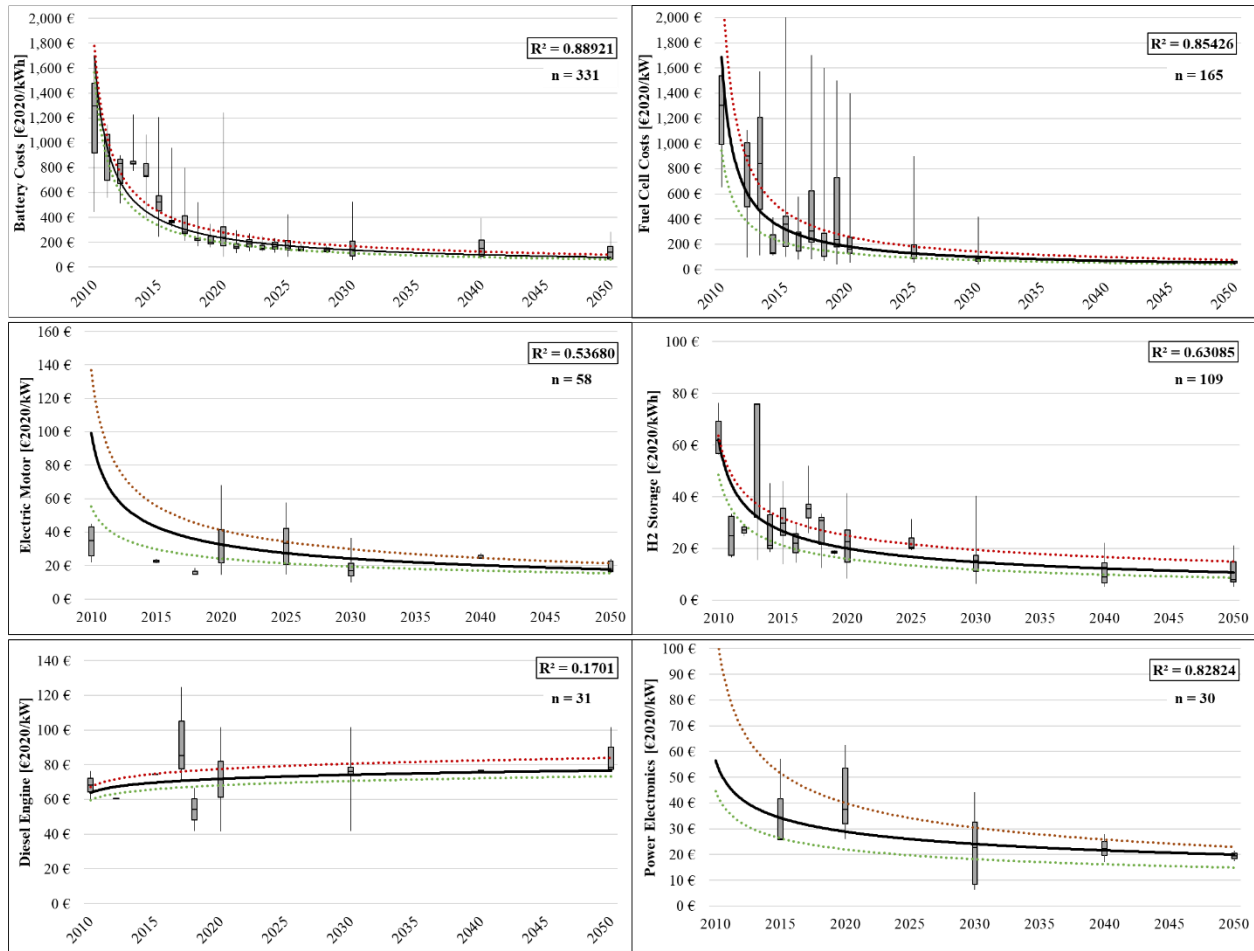 Battery Costs [€2020/kWh]
2,000 €
1,800 €
1,600 €
1,400 €
1,200 €
1,000 €
800 €
600 €
400 €
200 €
0 €
2010 2015 2020 2025 2030 2035 2040 2045 2050
R² = 0.88921
n = 331
Fuel Cell Costs [€2020/kW]
2,000 €
1,800 €
1,600 €
1,400 €
1,200 €
1,000 €
800 €
600 €
400 €
200 €
0 €
2010 2015 2020 2025 2030 2035 2040 2045 2050
R² = 0.85426
n = 165
Electric Motor [€2020/kW]
160 €
140 €
120 €
100 €
80 €
60 €
40 €
20 €
0 €
2010 2015 2020 2025 2030 2035 2040 2045 2050
R² = 0.53680
n = 58
H2 Storage [€2020/kWh]
100 €
80 €
60 €
40 €
20 €
0 €
2010 2015 2020 2025 2030 2035 2040 2045 2050
R² = 0.63085
n = 109
Diesel Engine [€2020/kW]
140 €
120 €
100 €
80 €
60 €
40 €
20 €
0 €
2010 2015 2020 2025 2030 2035 2040 2045 2050
R² = 0.1701
n = 31
Power Electronics [€2020/kW]
100 €
90 €
80 €
70 €
60 €
50 €
40 €
30 €
20 €
10 €
0 €
2010 2015 2020 2025 2030 2035 2040 2045 2050
R² = 0.82824
n = 30